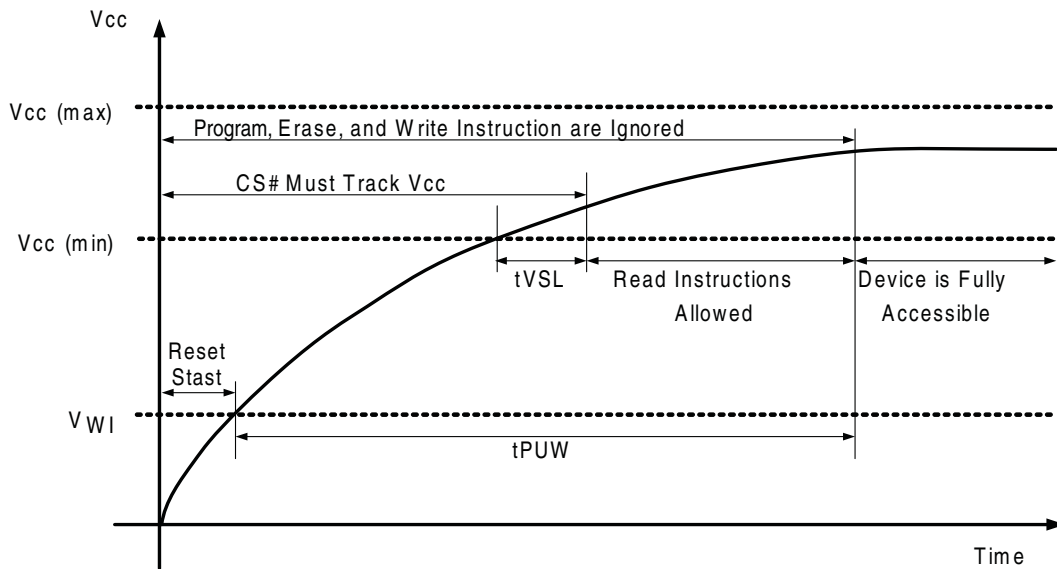 Vcc
Vcc (max)
Program, Erase, and Write Instruction are Ignored
CS# Must Track Vcc
Vcc (min)
tVSL
Read Instructions
Allowed
Device is Fully
Accessible
Reset
Stast
VWI
tPUW
Time